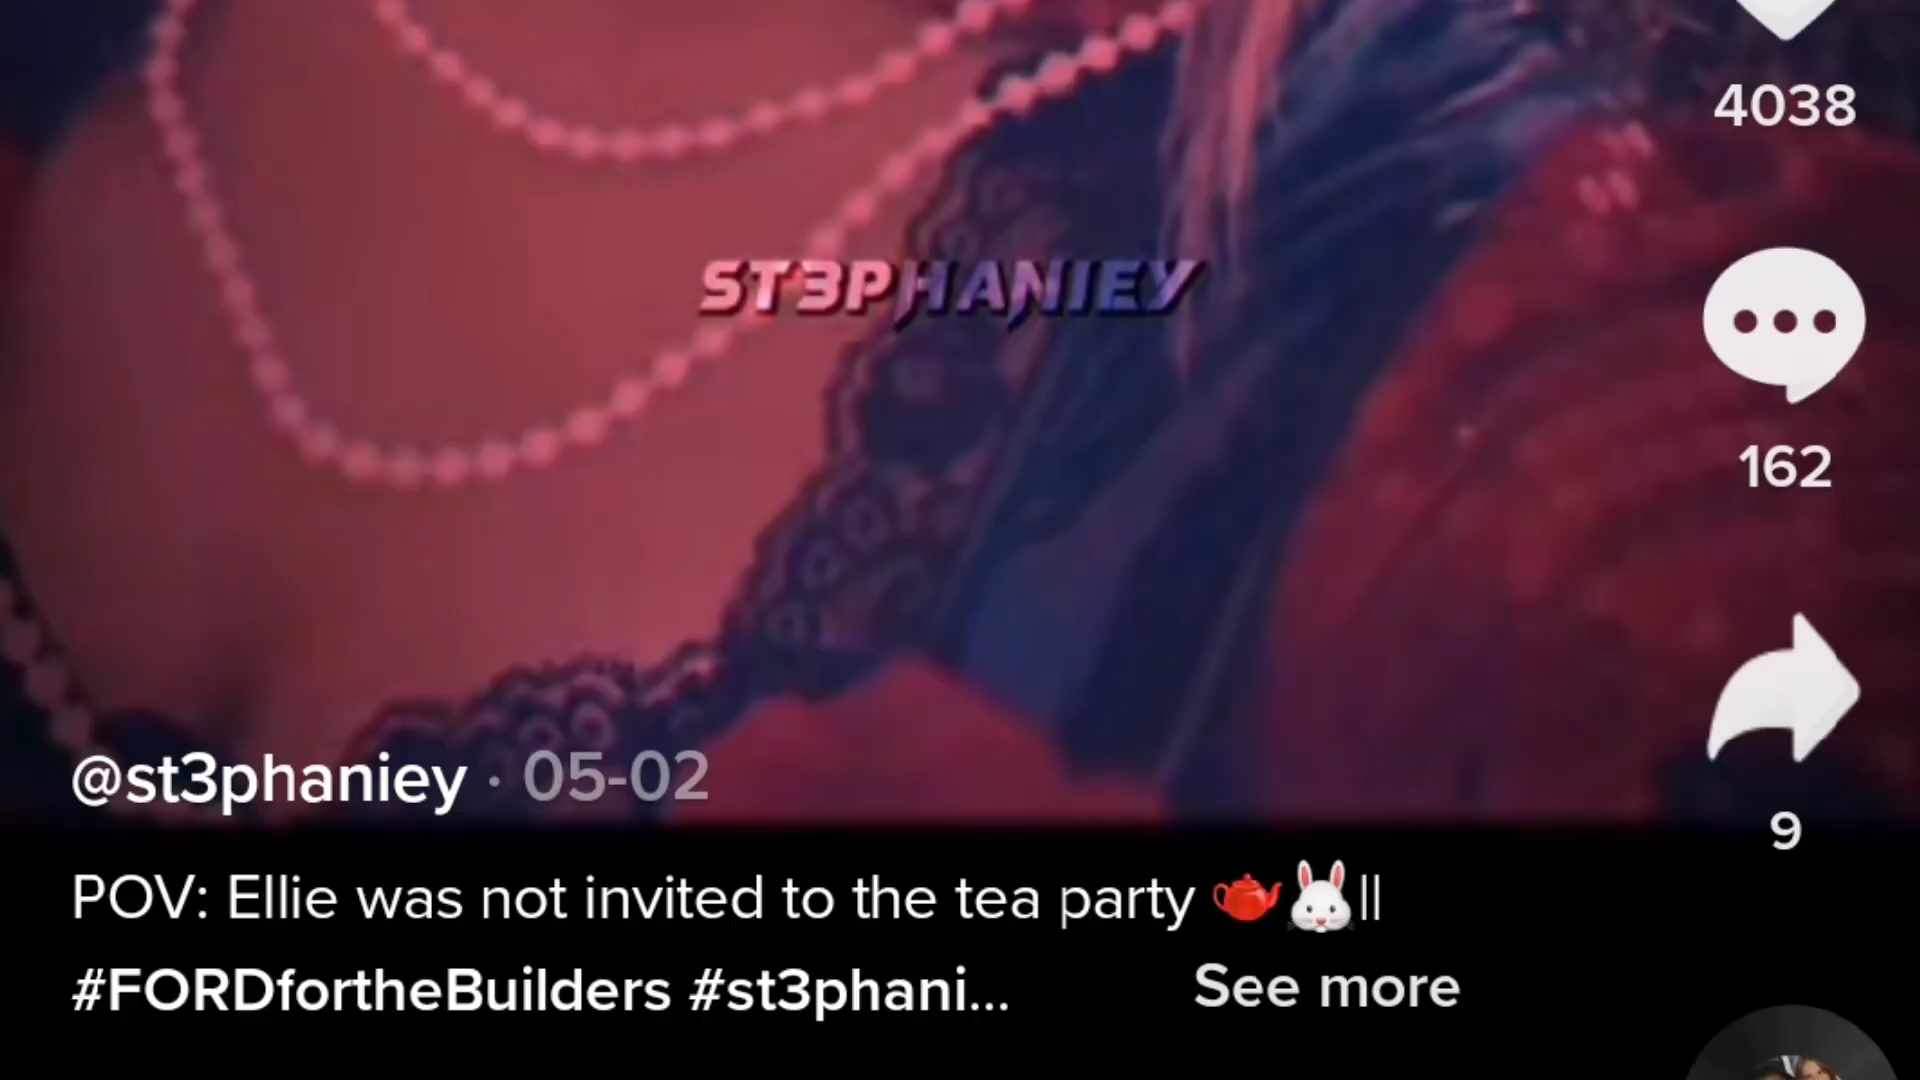 4038
ST3PHANIEY
162
@st3phaniey · 05-02
9
POV: Ellie was not invited to the tea party 🫖🐰||
#FORDfortheBuilders #st3phani...
See more